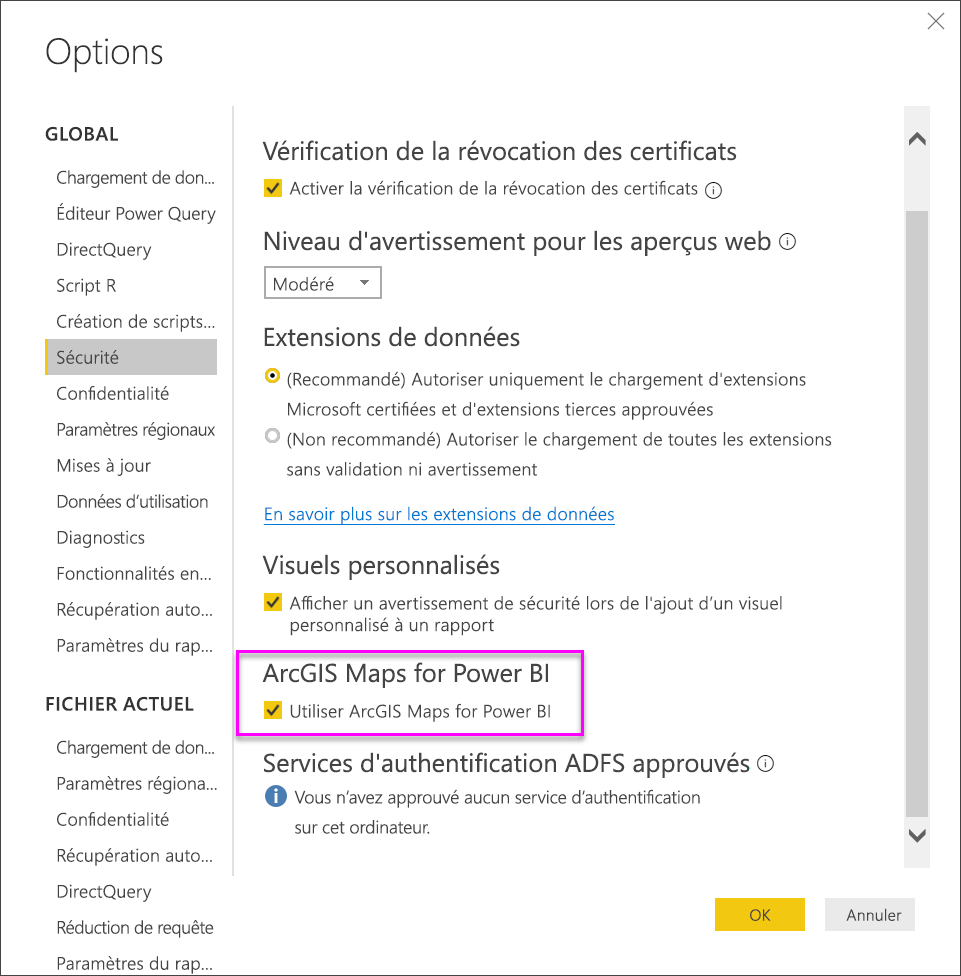 Options
GLOBAL
Chargement de don...
Éditeur Power Query
DirectQuery
Script R
Création de scripts...
Sécurité
Confidentialité
Paramètres régionaux
Mises à jour
Données d’utilisation
Diagnostics
Fonctionnalités en...
Récupération auto...
Paramètres du rap...
FICHIER ACTUEL
Chargement de don...
Paramètres régiona...
Confidentialité
Récupération auto...
DirectQuery
Réduction de requête
Paramètres du rap...
Vérification de la révocation des certificats
Activer la vérification de la révocation des certificats
Niveau d'avertissement pour les aperçus web
Modéré
Extensions de données
(Recommandé) Autoriser uniquement le chargement d'extensions
Microsoft certifiées et d'extensions tierces approuvées
(Non recommandé) Autoriser le chargement de toutes les extensions
sans validation ni avertissement
En savoir plus sur les extensions de données
Visuels personnalisés
Afficher un avertissement de sécurité lors de l'ajout d’un visuel
personnalisé à un rapport
ArcGIS Maps for Power BI
Utiliser ArcGIS Maps for Power BI
Services d'authentification ADFS approuvés
Vous n’avez approuvé aucun service d’authentification
sur cet ordinateur.
OK
Annuler